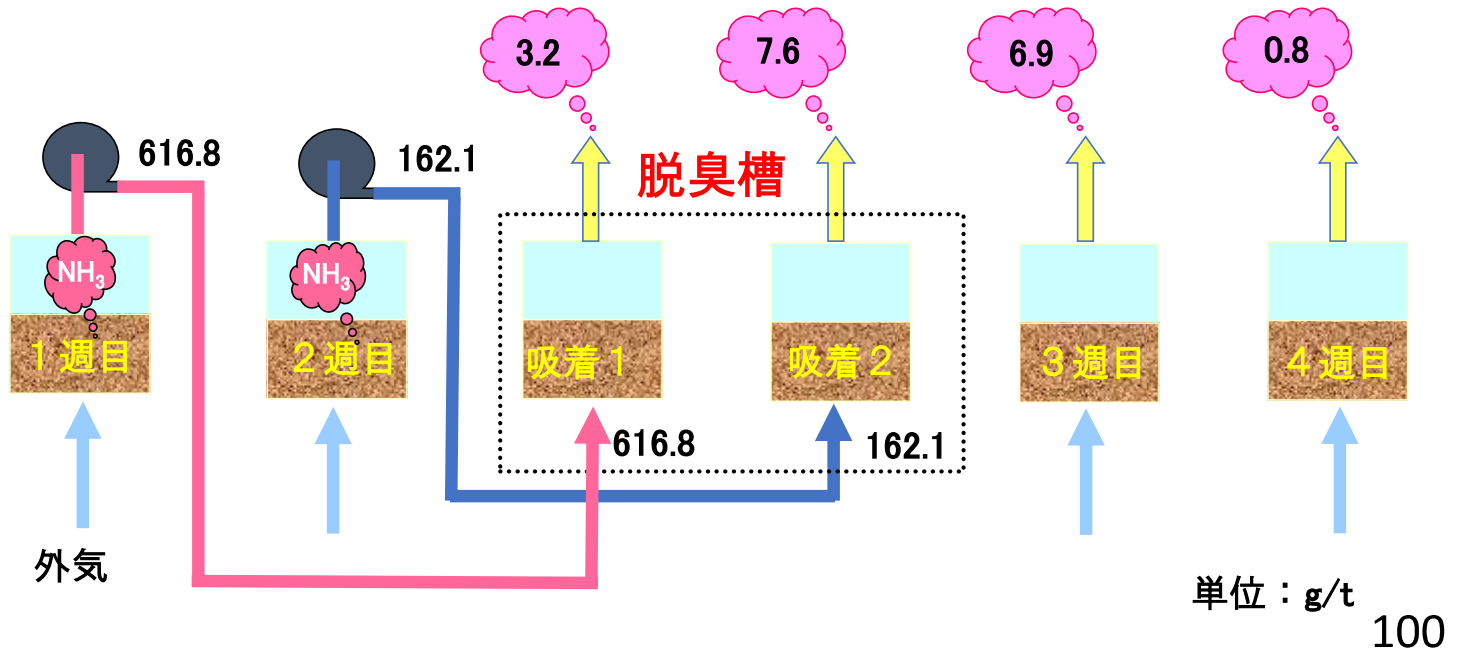 3.2
7.6
6.9
0.8
616.8
162.1
脱臭槽
NH₃
NH₃
１週目
２週目
吸着１
吸着２
３週目
４週目
616.8
162.1
外気
単位：g/t
100